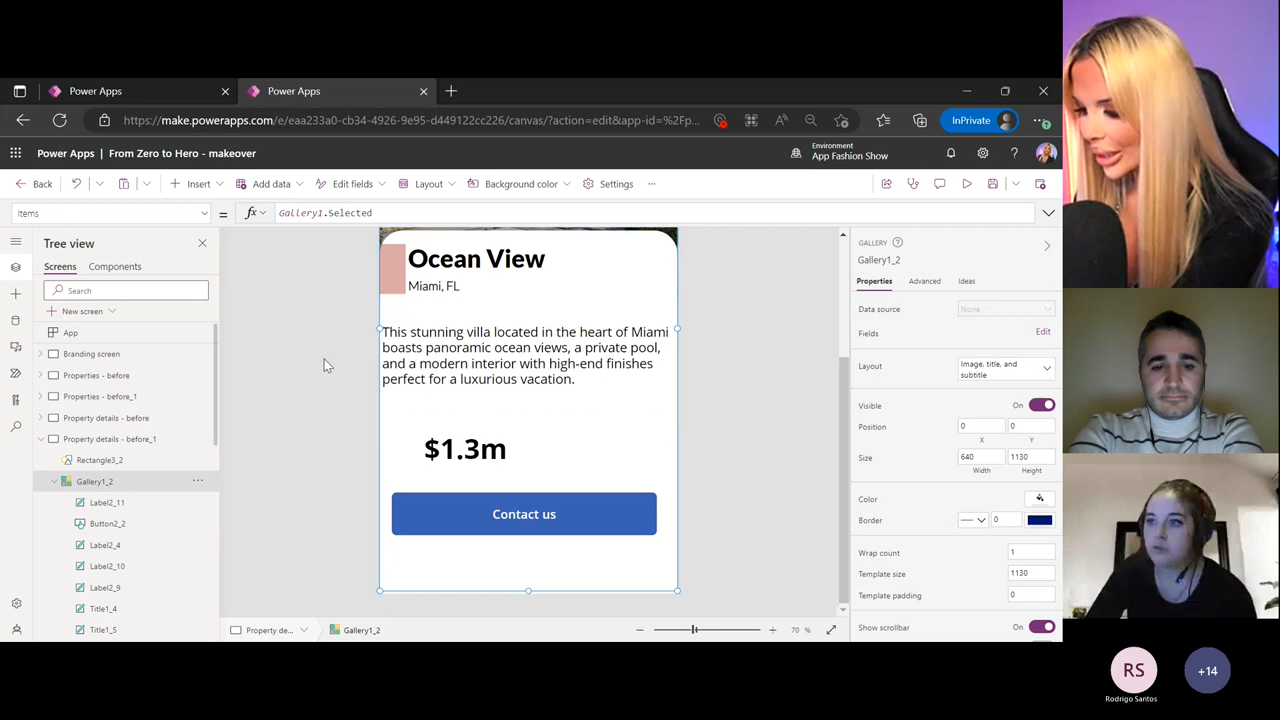 Power Apps
Power Apps
https://make.powerapps.com/e/eaa233a0-cb34-4926-9e95-d449122cc226/canvas/?action=edit&app-id=%2Fp...
InPrivate
Power Apps | From Zero to Hero - makeover
Environment
App Fashion Show
Back
Insert
Add data
Edit fields
Layout
Background color
Settings
Items
=
fx
Gallery1.Selected
Tree view
Screens
Components
Search
New screen
App
Branding screen
Properties - before
Properties - before_1
Property details - before
Property details - before_1
Rectangle3_2
Gallery1_2
Label2_11
Button2_2
Label2_4
Label2_10
Label2_9
Title1_4
Title1_5
Ocean View
Miami, FL
This stunning villa located in the heart of Miami
boasts panoramic ocean views, a private pool,
and a modern interior with high-end finishes
perfect for a luxurious vacation.
$1.3m
Contact us
Property de...
Gallery1_2
70 %
GALLERY
Gallery1_2
Properties
Advanced
Ideas
Data source
None
Fields
Edit
Layout
Image, title, and
subtitle
Visible
On
Position
0
0
X
Y
Size
640
1130
Width
Height
Color
Border
0
Wrap count
1
Template size
1130
Template padding
0
Show scrollbar
On
RS
Rodrigo Santos
+14